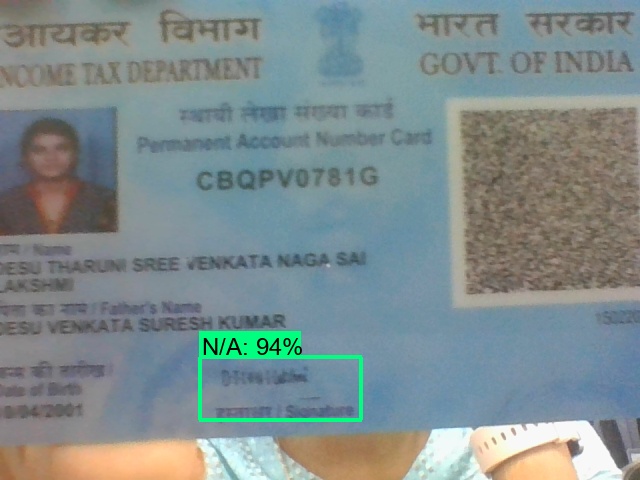 आयकर विभाग
भारत सरकार
NCOME TAX DEPARTMENT
GOVT. OF INDIA
स्थायी लेखा संख्या कार्ड
Permanent Account Number Card
CBQPV0781G
नाम / Name
DESU THARUNI SREE VENKATA NAGA SAI
LAKSHMI
पिता का नाम / Father's Name
DESU VENKATA SURESH KUMAR
N/A: 94%
जन्म की तारीख /
Date of Birth
/04/2001
हस्ताक्षर / Signature